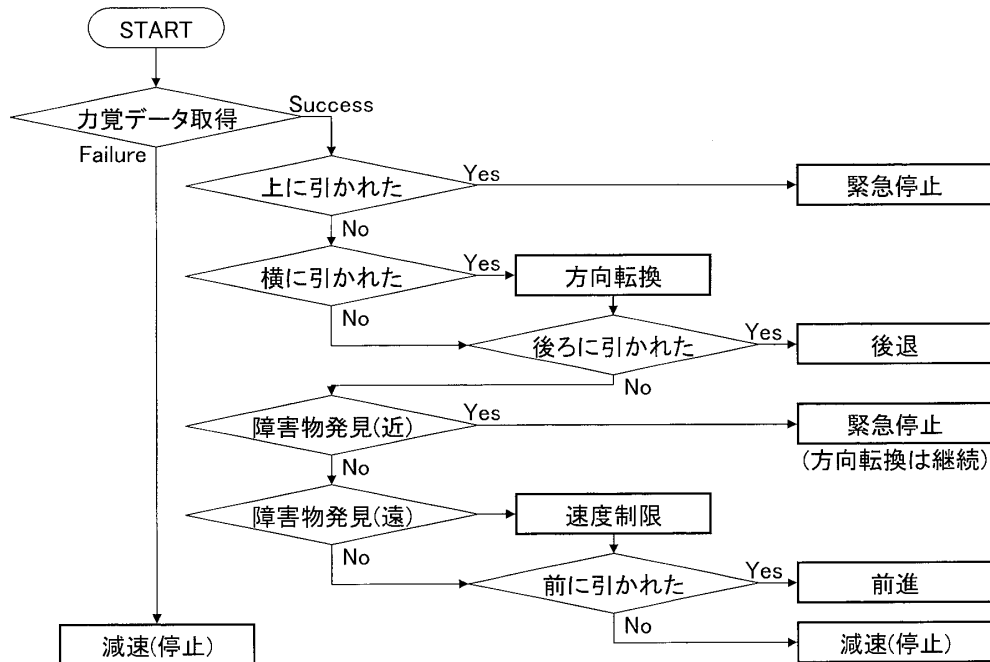 START
力覚データ取得
Success
Failure
上に引かれた
Yes
緊急停止
No
横に引かれた
Yes
方向転換
No
後ろに引かれた
Yes
後退
No
障害物発見(近)
Yes
緊急停止
(方向転換は継続)
No
障害物発見(遠)
速度制限
No
前に引かれた
Yes
前進
No
減速(停止)
減速(停止)